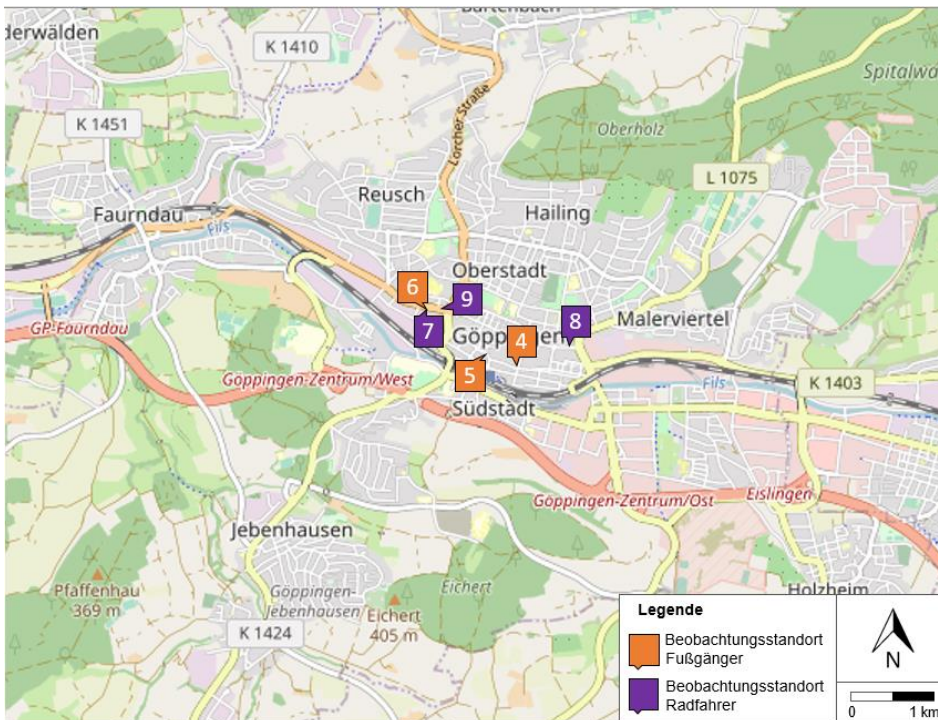 Bartenbach
derwälden
K 1410
Spitalwa
Lorcher Straße
K 1451
Oberholz
L 1075
Reusch
Hailing
Faurndau
Fils
Oberstadt
6
9
7
8
Malerviertel
Göppingen
4
GP-Faurndau
5
Göppingen-Zentrum/West
Fils
K 1403
Südstadt
Göppingen-Zentrum/Ost
Eislingen
Jebenhausen
Pfaffenhau
369 m
Göppingen-
Jebenhausen
Eichert
Eichert
405 m
Holzheim
K 1424
Legende
Beobachtungsstandort
Fußgänger
Beobachtungsstandort
Radfahrer
N
0 1 km